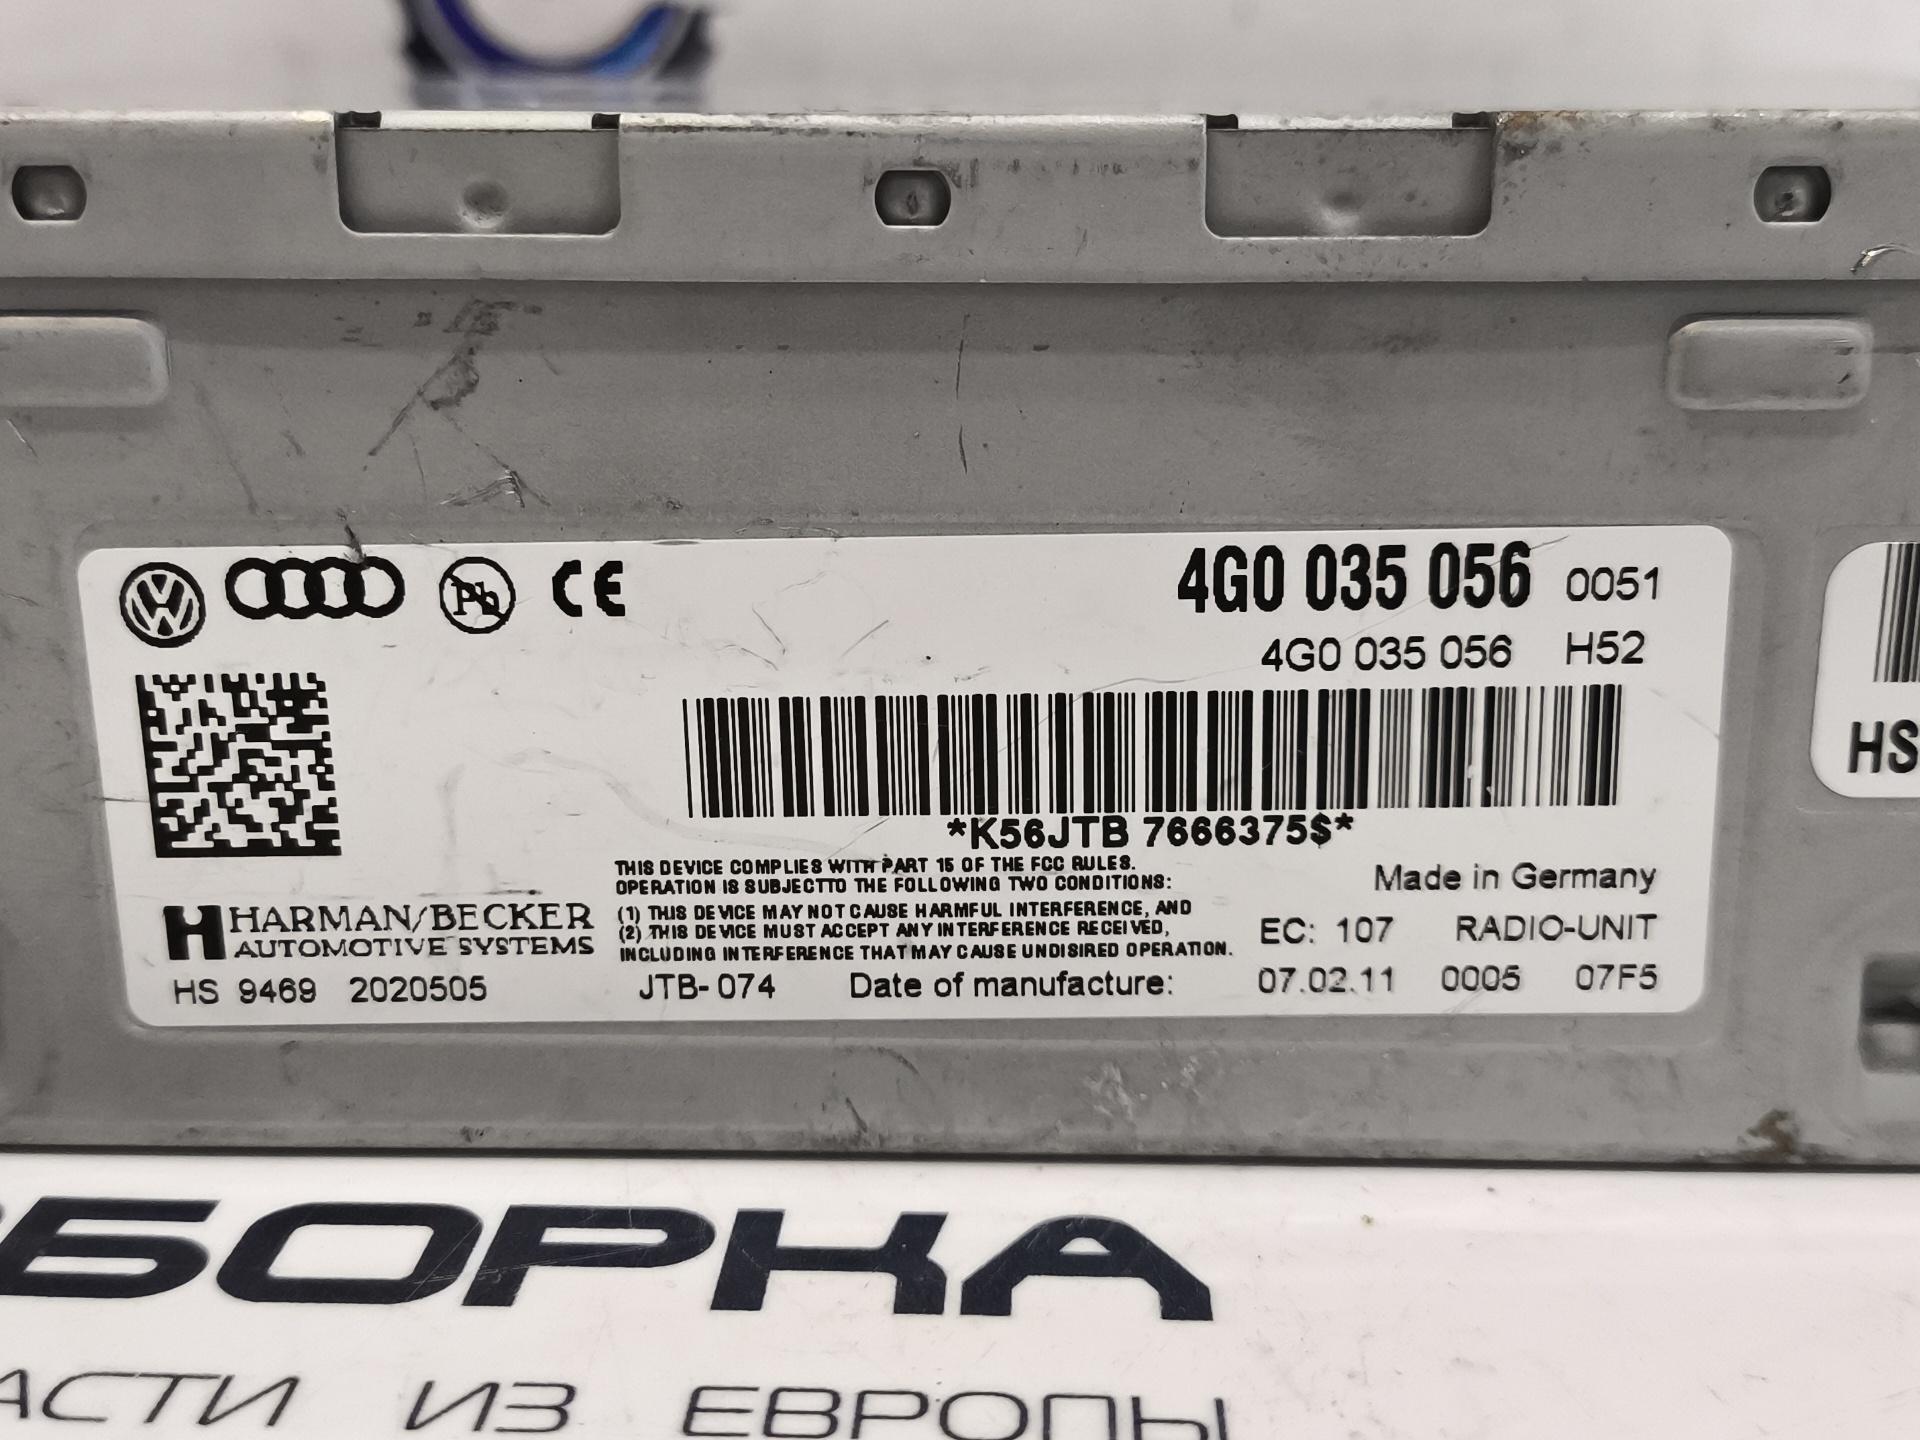 Pb CE
4G0 035 056 0051
4G0 035 056 H52
*K56JTB 7666375$*
THIS DEVICE COMPLIES WITH PART 15 OF THE FCC RULES.
OPERATION IS SUBJECTTO THE FOLLOWING TWO CONDITIONS:
(1) THIS DEVICE MAY NOT CAUSE HARMFUL INTERFERENCE, AND
(2) THIS DEVICE MUST ACCEPT ANY INTERFERENCE RECEIVED,
INCLUDING INTERFERENCE THAT MAY CAUSE UNDISIRED OPERATION.
Made in Germany
HARMAN/BECKER
AUTOMOTIVE SYSTEMS
EC: 107 RADIO-UNIT
HS 9469 2020505 JTB-074 Date of manufacture: 07.02.11 0005 07F5
HS
БОРКА
АСТИ ИЗ ЕВРОПЫ